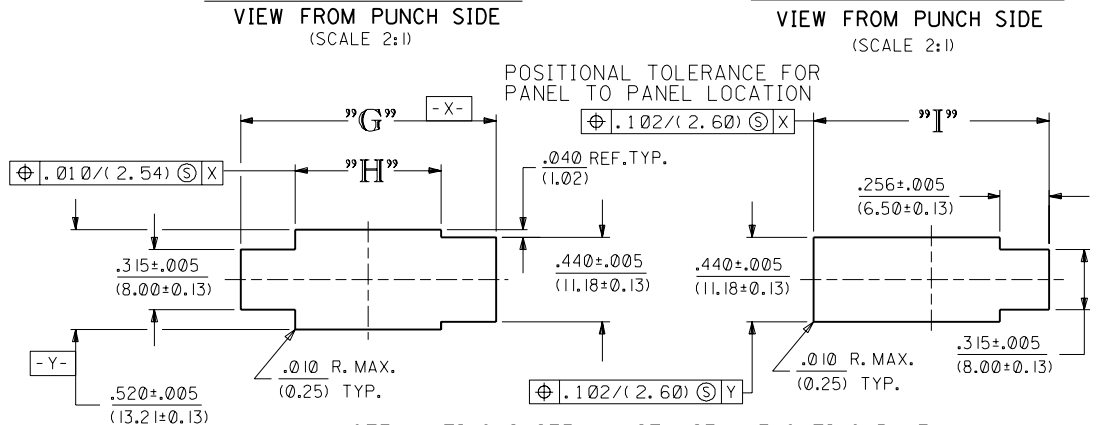 VIEW FROM PUNCH SIDE
(SCALE 2:1)
VIEW FROM PUNCH SIDE
(SCALE 2:1)
POSITIONAL TOLERANCE FOR
PANEL TO PANEL LOCATION
"G"
-X-
⌖ .102/(2.60) Ⓢ X
"I"
⌖ .010/(2.54) Ⓢ X
"H"
.040 REF.TYP.
(1.02)
.256±.005
(6.50±0.13)
.315±.005
(8.00±0.13)
.440±.005
(11.18±0.13)
.440±.005
(11.18±0.13)
-Y-
.010 R.MAX.
(0.25) TYP.
.010 R.MAX.
(0.25) TYP.
.315±.005
(8.00±0.13)
.520±.005
(13.21±0.13)
⌖ .102/(2.60) Ⓢ Y